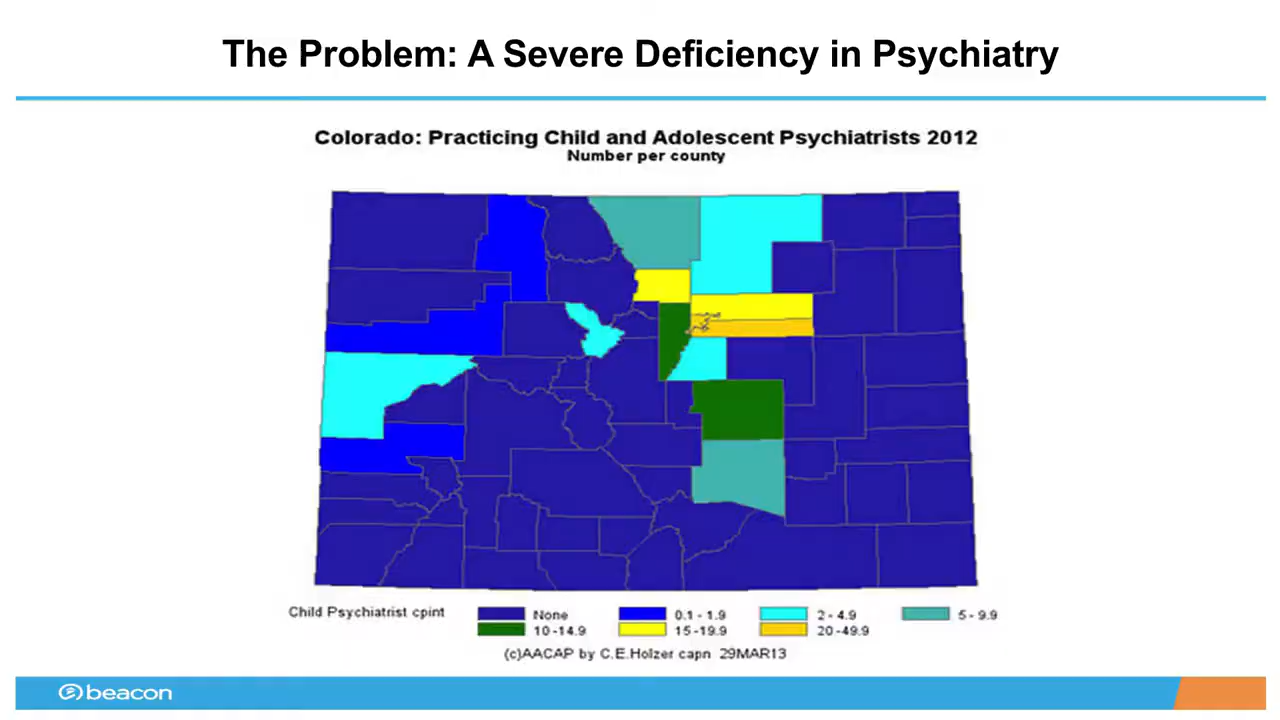 The Problem: A Severe Deficiency in Psychiatry
Colorado: Practicing Child and Adolescent Psychiatrists 2012
Number per county
Child Psychiatrist cpint
None
0.1 - 1.9
2 - 4.9
5 - 9.9
10 -14.9
15 -19.9
20 -49.9
(c)AACAP by C.E.Holzer capn 29MAR13
beacon